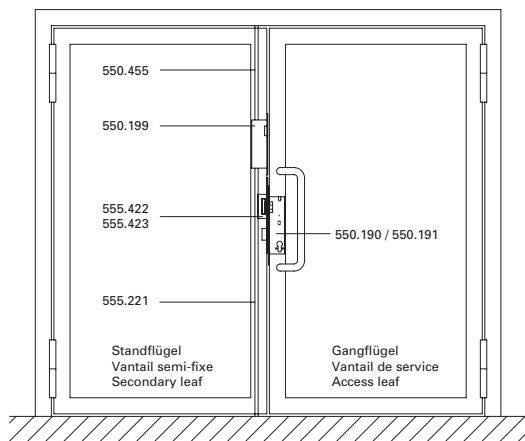 550.455
550.199
555.422
555.423
550.190 / 550.191
555.221
Standflügel
Vantail semi-fixe
Secondary leaf
Gangflügel
Vantail de service
Access leaf